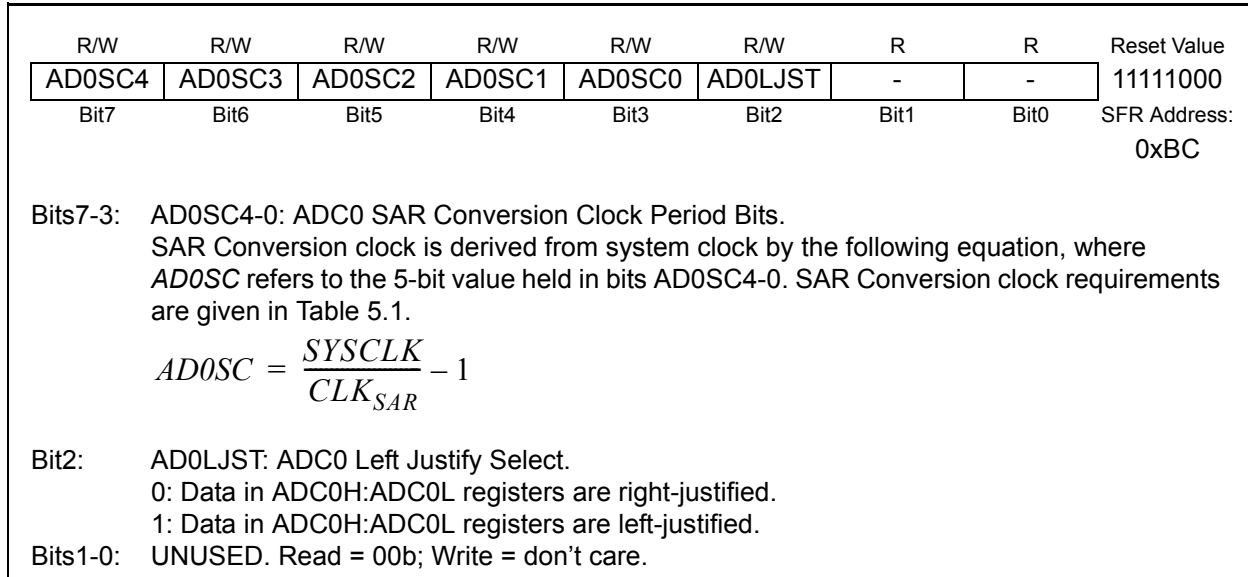 R/W R/W R/W R/W R/W R/W R R Reset Value
AD0SC4 AD0SC3 AD0SC2 AD0SC1 AD0SC0 AD0LJST - - 11111000
Bit7 Bit6 Bit5 Bit4 Bit3 Bit2 Bit1 Bit0 SFR Address:
0xBC
Bits7-3: AD0SC4-0: ADC0 SAR Conversion Clock Period Bits.
SAR Conversion clock is derived from system clock by the following equation, where
AD0SC refers to the 5-bit value held in bits AD0SC4-0. SAR Conversion clock requirements
are given in Table 5.1.
AD0SC = SYSCLK / CLK_SAR – 1
Bit2: AD0LJST: ADC0 Left Justify Select.
0: Data in ADC0H:ADC0L registers are right-justified.
1: Data in ADC0H:ADC0L registers are left-justified.
Bits1-0: UNUSED. Read = 00b; Write = don’t care.